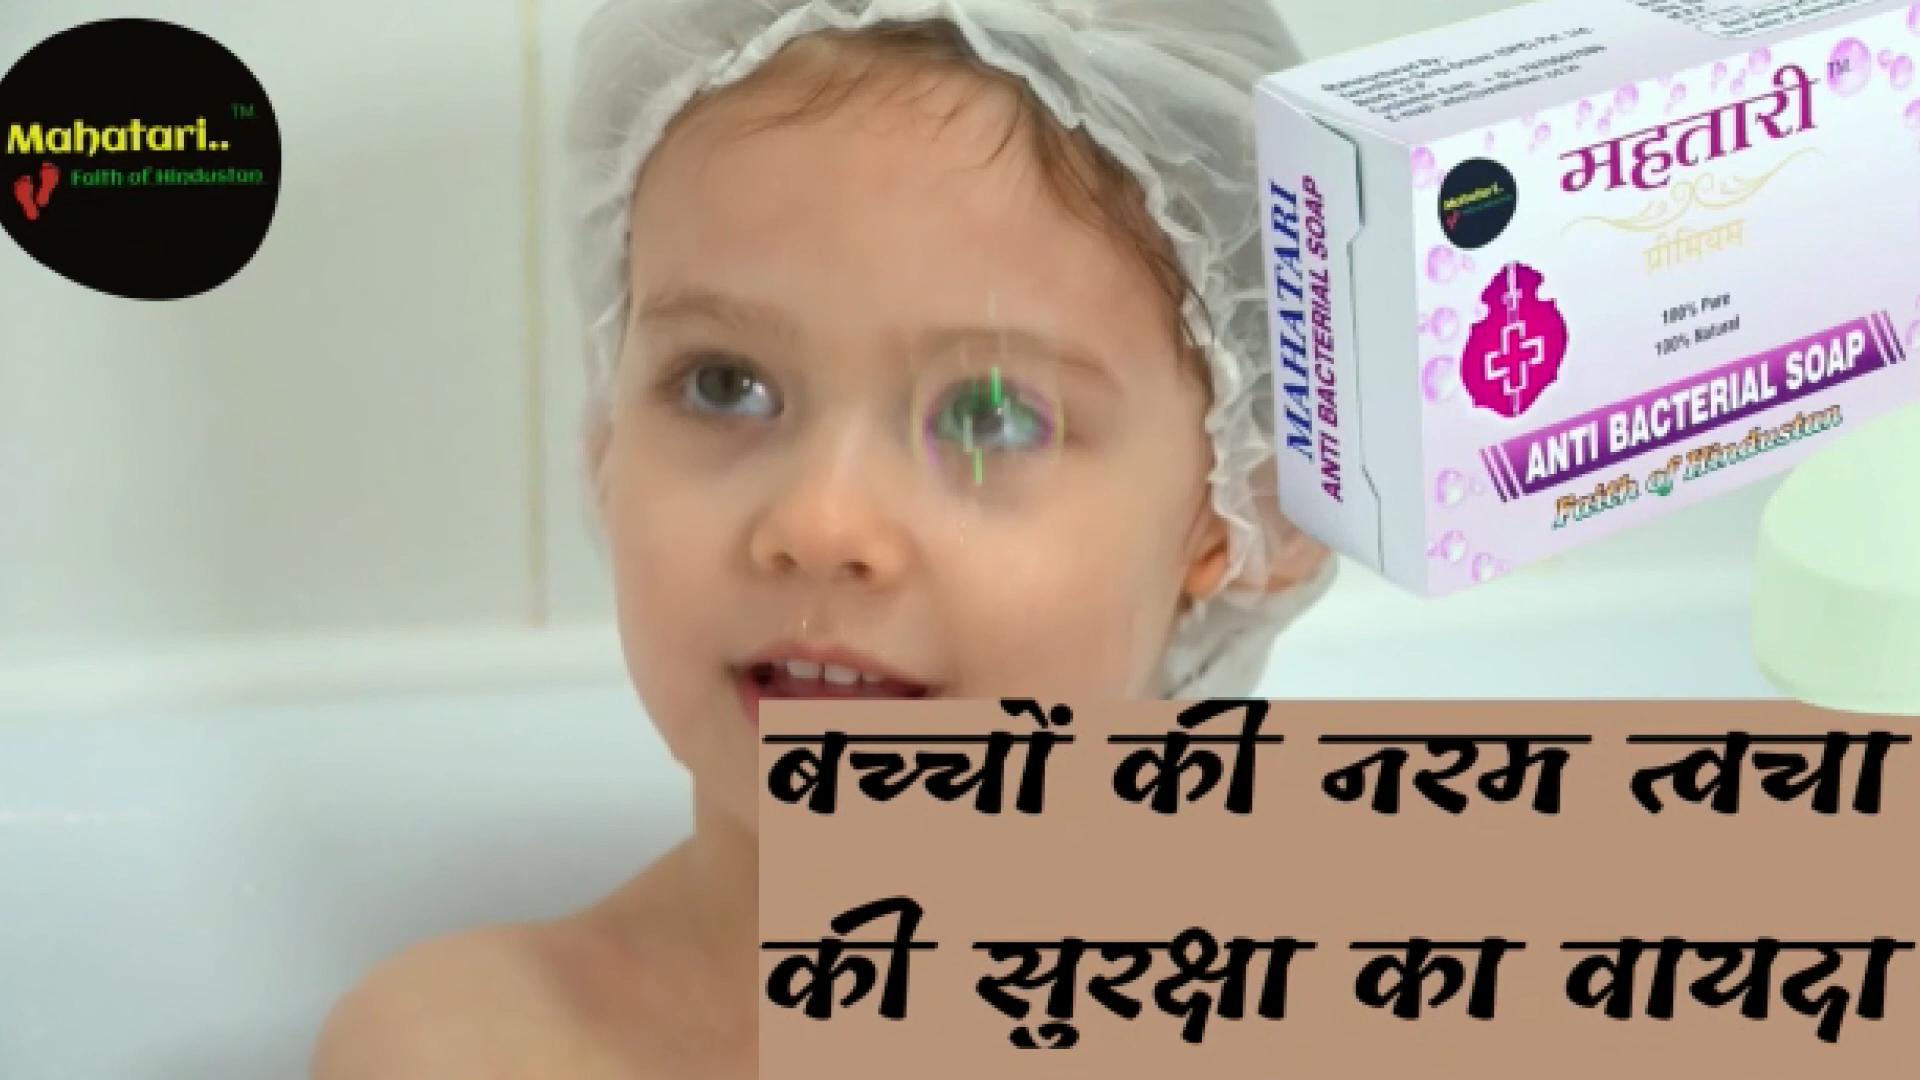 Mahatari.. TM
Faith of Hindustan
महतारी TM
प्रीमियम
100% Pure
100% Natural
ANTI BACTERIAL SOAP
Faith of Hindustan
MAHATARI
ANTI BACTERIAL SOAP
बच्चों की नरम त्वचा
की सुरक्षा का वायदा